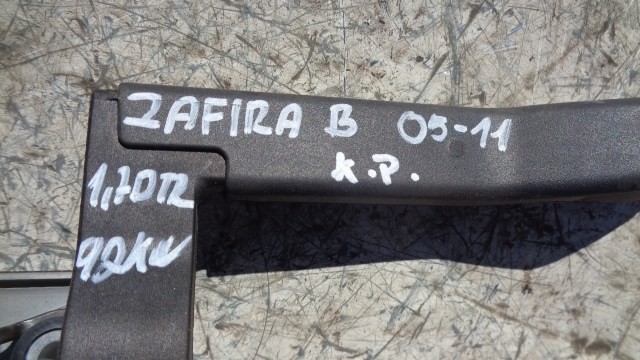 ZAFIRA B 05-11
K.P.
1,7DTR
92KW